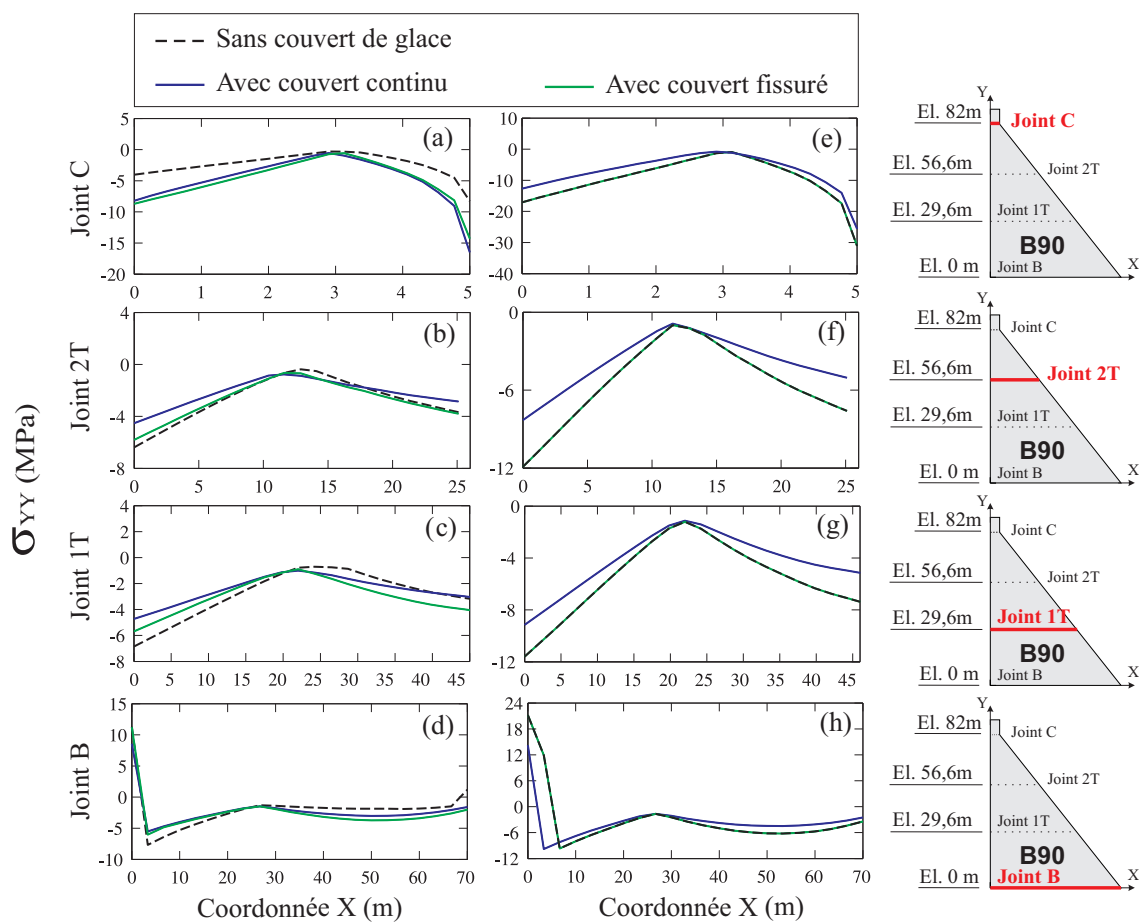 Sans couvert de glace
Avec couvert continu
Avec couvert fissuré
σYY (MPa)
Joint C
(a)
5
0
-5
-10
-15
-20
0 1 2 3 4 5
(e)
10
0
-10
-20
-30
-40
0 1 2 3 4 5
Joint 2T
(b)
4
0
-4
-8
0 5 10 15 20 25
(f)
0
-6
-12
0 5 10 15 20 25
Joint 1T
(c)
4
2
0
-2
-4
-6
-8
0 5 10 15 20 25 30 35 40 45
(g)
0
-4
-8
-12
0 5 10 15 20 25 30 35 40 45
Joint B
(d)
15
10
5
0
-5
-10
0 10 20 30 40 50 60 70
(h)
24
18
12
6
0
-6
-12
0 10 20 30 40 50 60 70
Coordonnée X (m)
Coordonnée X (m)
Y
El. 82m
Joint C
El. 56,6m
Joint 2T
El. 29,6m
Joint 1T
B90
El. 0 m
Joint B
X
Y
El. 82m
Joint C
El. 56,6m
Joint 2T
El. 29,6m
Joint 1T
B90
El. 0 m
Joint B
X
Y
El. 82m
Joint C
El. 56,6m
Joint 2T
El. 29,6m
Joint 1T
B90
El. 0 m
Joint B
X
Y
El. 82m
Joint C
El. 56,6m
Joint 2T
El. 29,6m
Joint 1T
B90
El. 0 m
Joint B
X